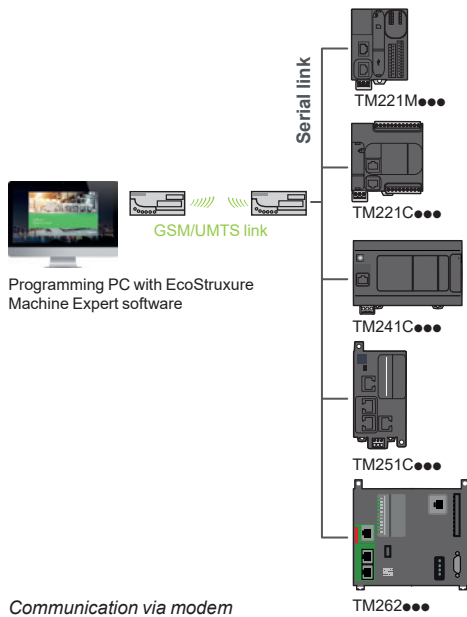 Serial link
TM221M●●●
TM221C●●●
GSM/UMTS link
Programming PC with EcoStruxure
Machine Expert software
TM241C●●●
TM251C●●●
TM262●●●
Communication via modem